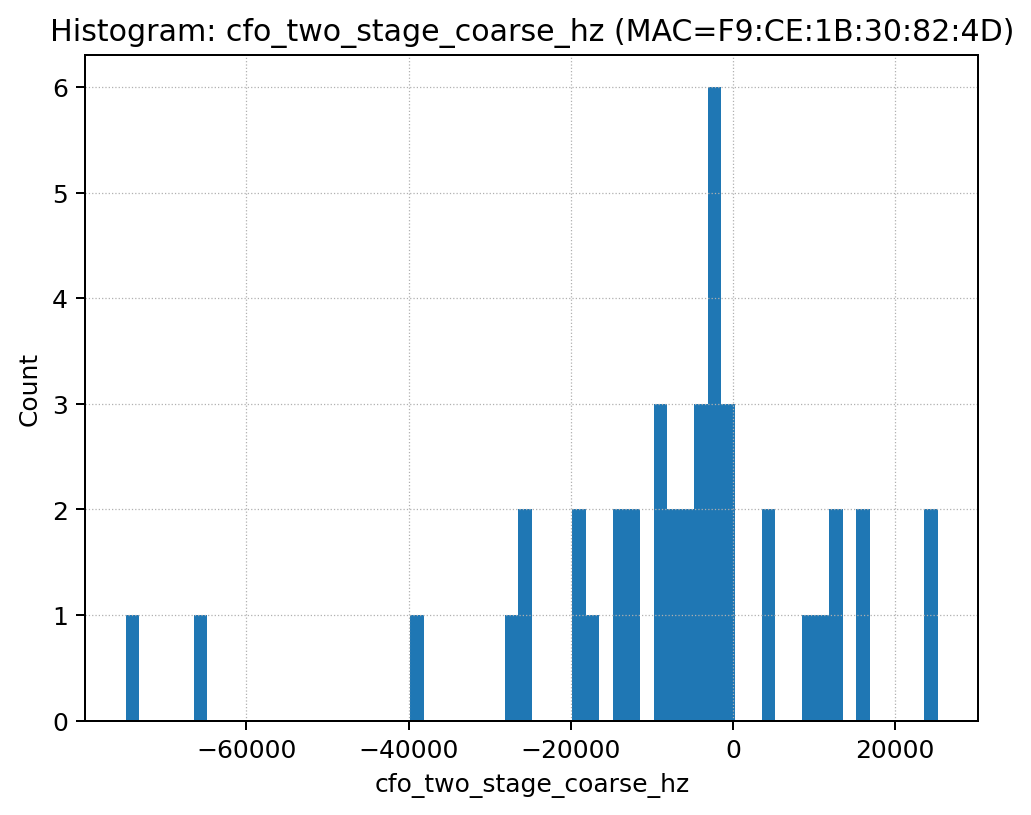 Histogram: cfo_two_stage_coarse_hz (MAC=F9:CE:1B:30:82:4D)
6
5
4
3
2
1
0
Count
−60000 −40000 −20000 0 20000
cfo_two_stage_coarse_hz